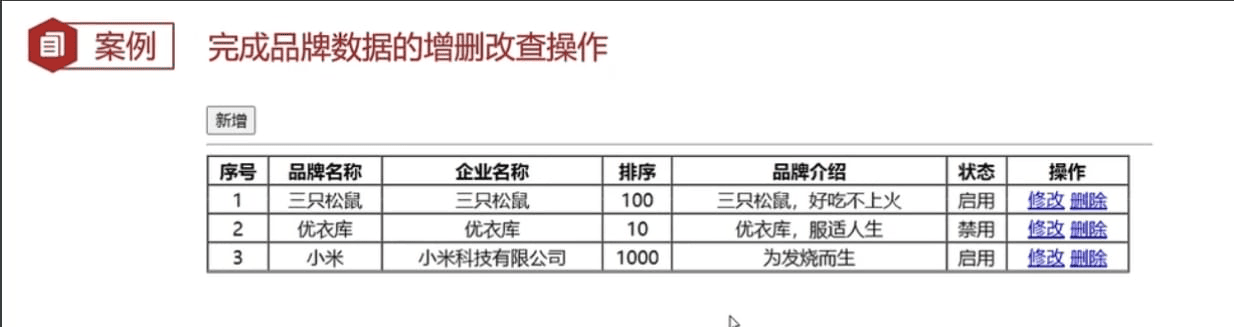 案例 完成品牌数据的增删改查操作
新增
序号 品牌名称 企业名称 排序 品牌介绍 状态 操作
1 三只松鼠 三只松鼠 100 三只松鼠，好吃不上火 启用 修改 删除
2 优衣库 优衣库 10 优衣库，服适人生 禁用 修改 删除
3 小米 小米科技有限公司 1000 为发烧而生 启用 修改 删除